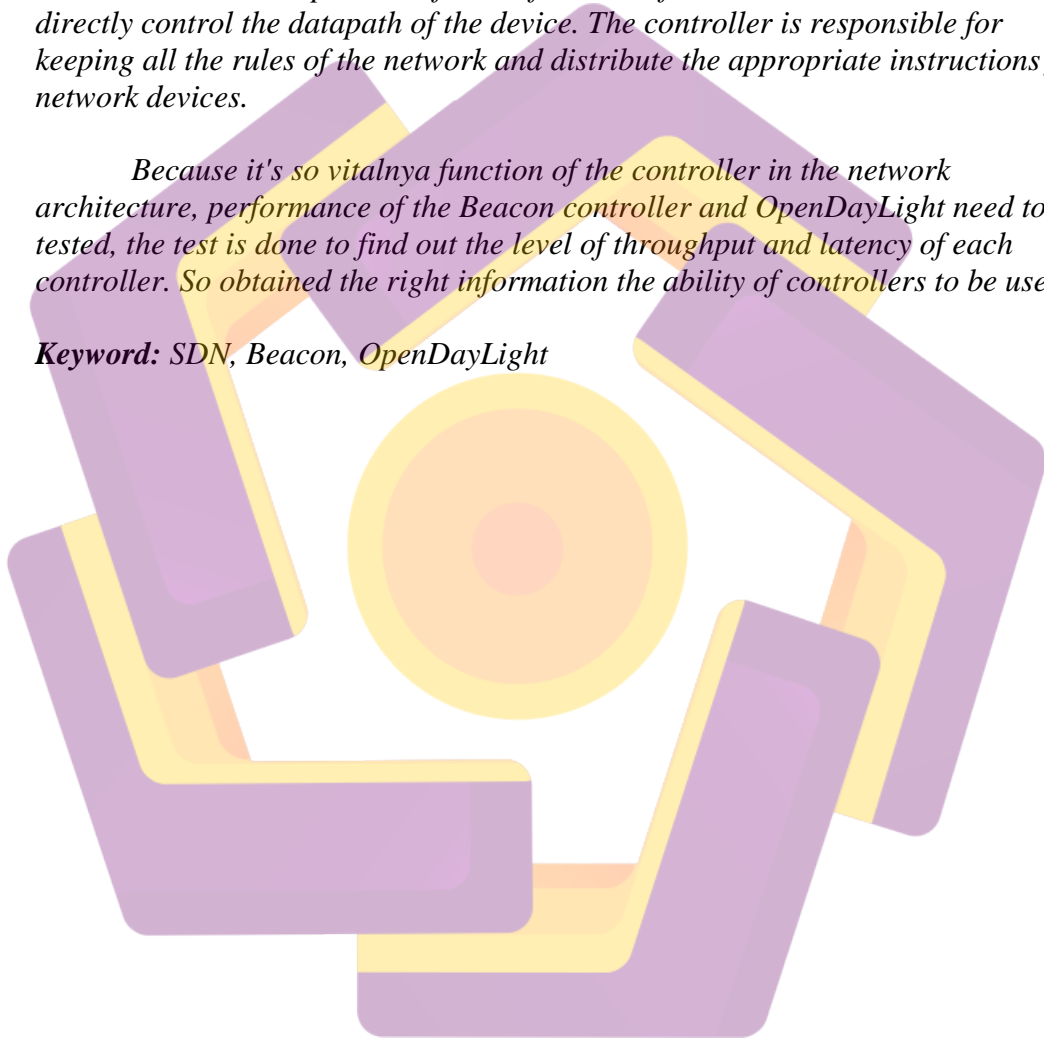 directly control the datapath of the device. The controller is responsible for
keeping all the rules of the network and distribute the appropriate instructions
network devices.
Because it's so vitalnya function of the controller in the network
architecture, performance of the Beacon controller and OpenDayLight need to
tested, the test is done to find out the level of throughput and latency of each
controller. So obtained the right information the ability of controllers to be use
Keyword: SDN, Beacon, OpenDayLight